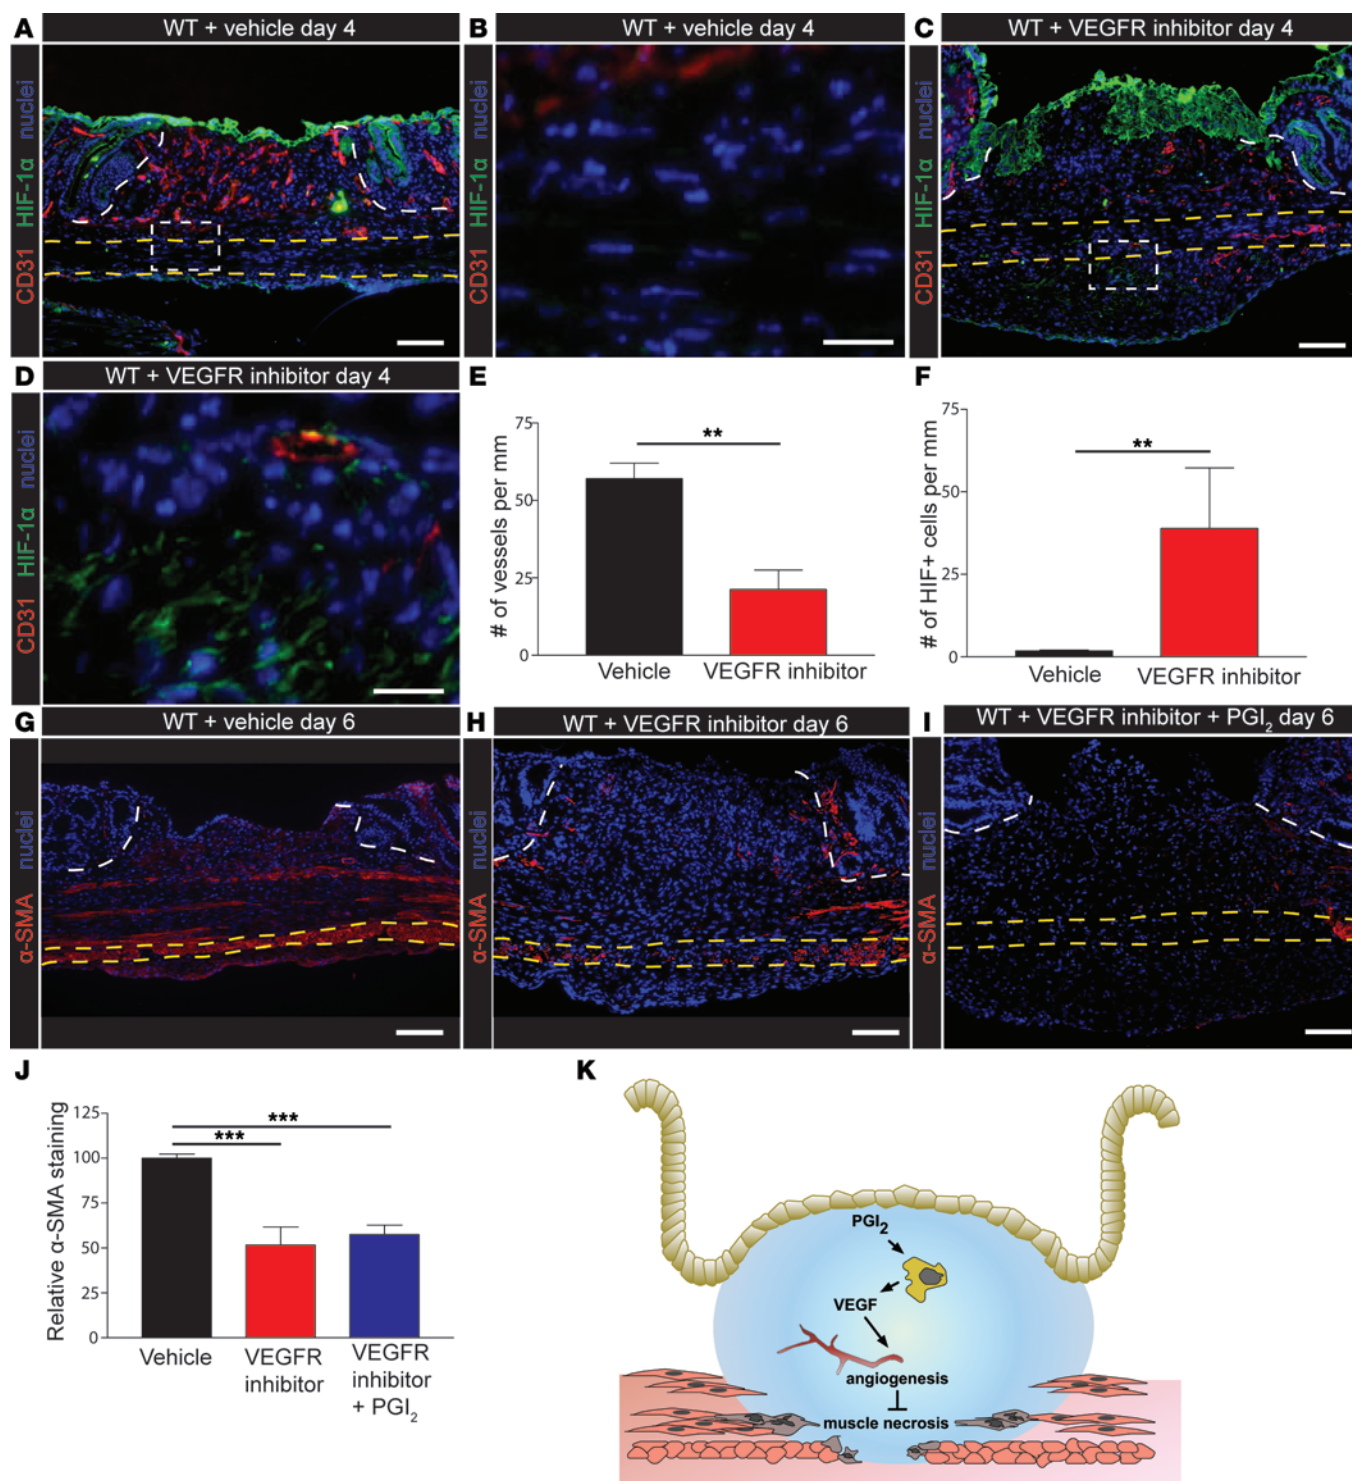 A
WT + vehicle day 4
CD31 HIF-1α nuclei
B
WT + vehicle day 4
CD31 HIF-1α nuclei
C
WT + VEGFR inhibitor day 4
CD31 HIF-1α nuclei
D
WT + VEGFR inhibitor day 4
CD31 HIF-1α nuclei
E
# of vessels per mm
75
50
25
0
**
Vehicle
VEGFR inhibitor
F
# of HIF+ cells per mm
75
50
25
0
**
Vehicle
VEGFR inhibitor
G
WT + vehicle day 6
α-SMA nuclei
H
WT + VEGFR inhibitor day 6
α-SMA nuclei
I
WT + VEGFR inhibitor + PGI₂ day 6
α-SMA nuclei
J
Relative α-SMA staining
125
100
75
50
25
0
***
***
Vehicle
VEGFR
inhibitor
VEGFR
inhibitor
+ PGI₂
K
PGI₂
VEGF
angiogenesis
muscle necrosis